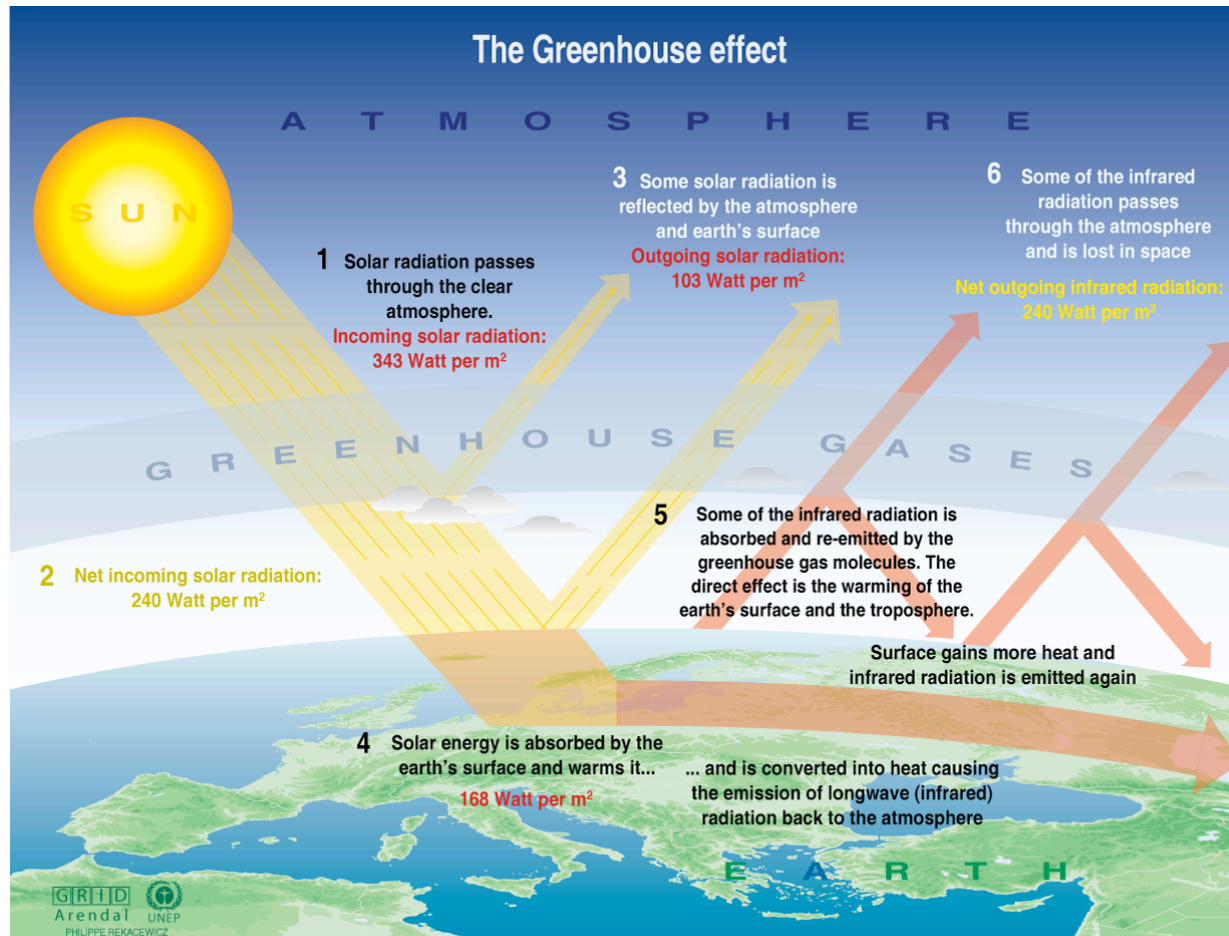 The Greenhouse effect
ATMOSPHERE
SUN
1 Solar radiation passes
through the clear
atmosphere.
Incoming solar radiation:
343 Watt per m²
2 Net incoming solar radiation:
240 Watt per m²
3 Some solar radiation is
reflected by the atmosphere
and earth's surface
Outgoing solar radiation:
103 Watt per m²
6 Some of the infrared
radiation passes
through the atmosphere
and is lost in space
Net outgoing infrared radiation:
240 Watt per m²
GREENHOUSE GASES
5 Some of the infrared radiation is
absorbed and re-emitted by the
greenhouse gas molecules. The
direct effect is the warming of the
earth's surface and the troposphere.
Surface gains more heat and
infrared radiation is emitted again
4 Solar energy is absorbed by the
earth's surface and warms it...
168 Watt per m²
... and is converted into heat causing
the emission of longwave (infrared)
radiation back to the atmosphere
EARTH
GRID
Arendal UNEP
PHILIPPE REKACEWICZ